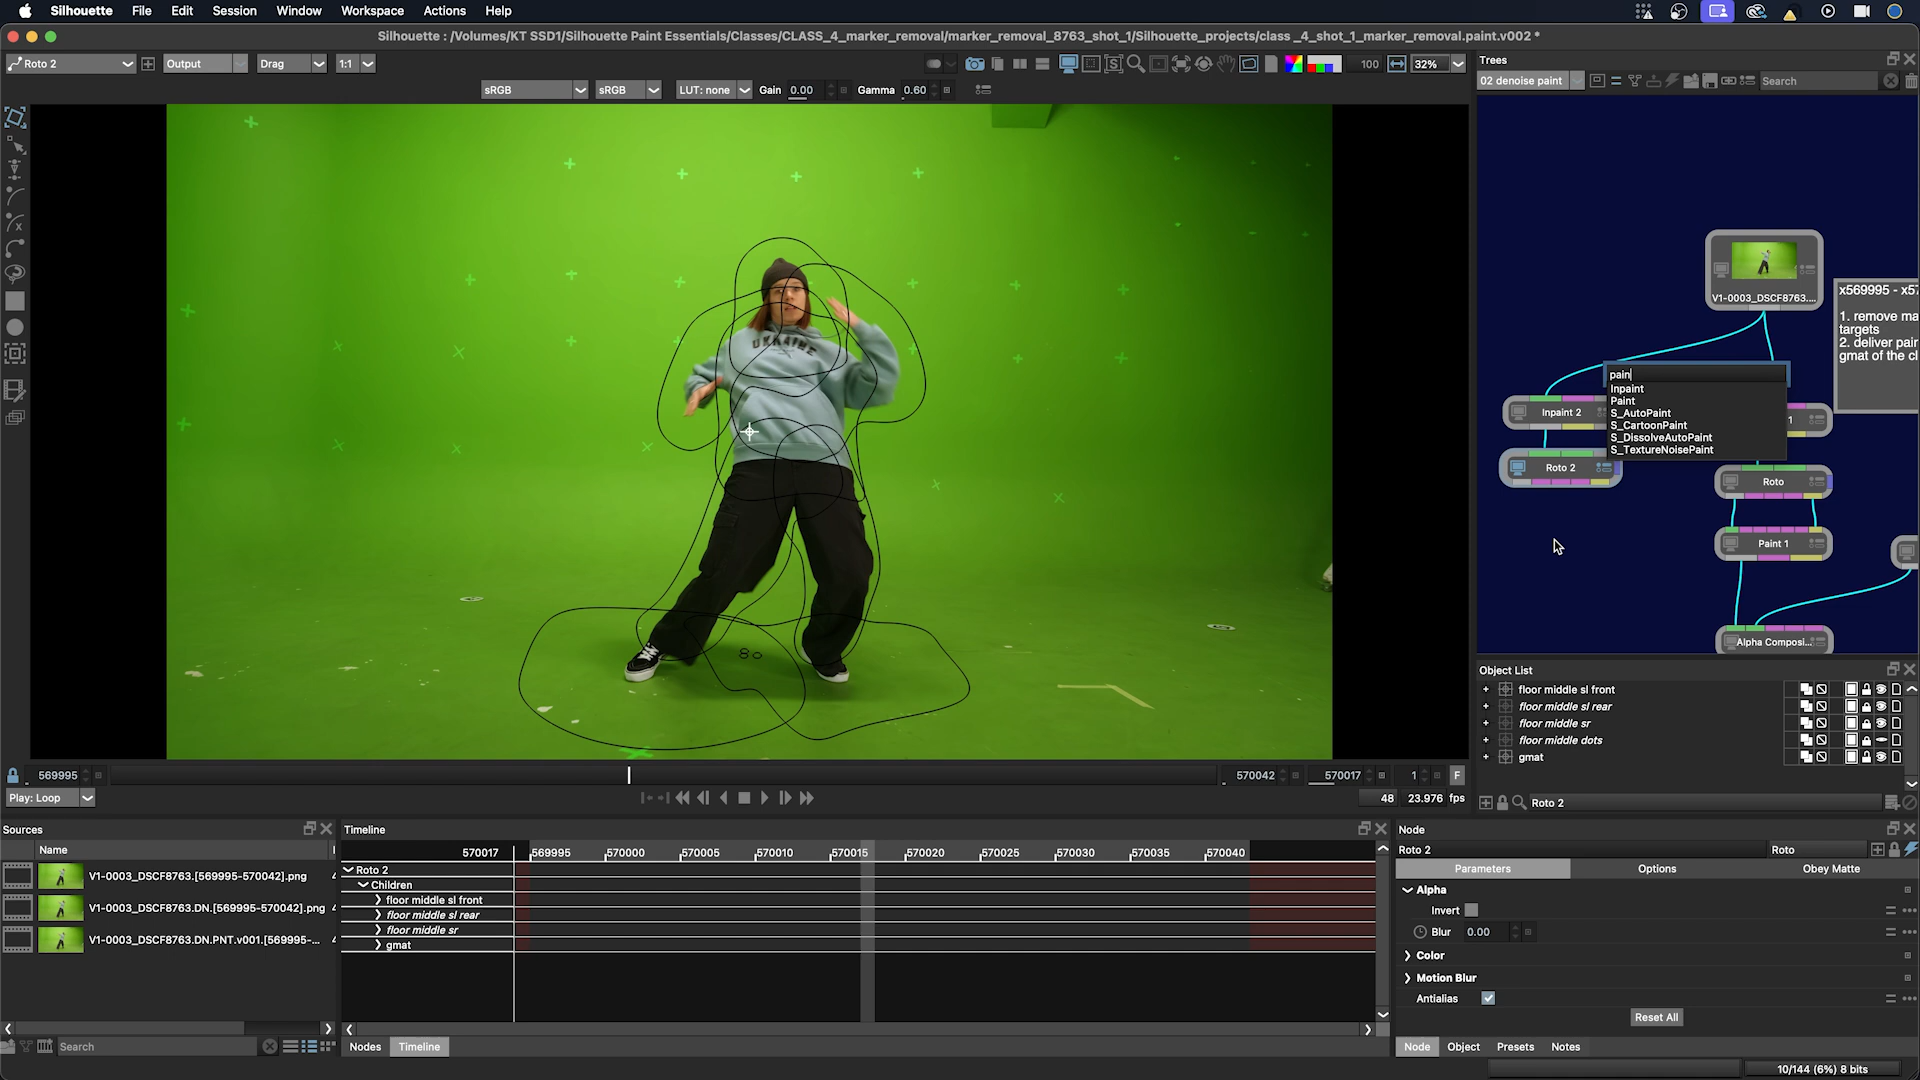 Silhouette File Edit Session Window Workspace Actions Help
Silhouette : /Volumes/KT SSD1/Silhouette Paint Essentials/Classes/CLASS_4_marker_removal/marker_removal_8763_shot_1/Silhouette_projects/class _4_shot_1_marker_removal.paint.v002 *
Roto 2 Output Drag 1:1 100 32%
sRGB sRGB LUT: none Gain 0.00 Gamma 0.60
Trees
02 denoise paint Search
V1-0003_DSCF8763....
x569995 - x57
1. remove ma
targets
2. deliver pair
gmat of the cl
pain
Inpaint
Paint
S_AutoPaint
S_CartoonPaint
S_DissolveAutoPaint
S_TextureNoisePaint
Inpaint 2
1
Roto 2
Roto
Paint 1
Alpha Composi...
UKRAINE
Object List
floor middle sl front
floor middle sl rear
floor middle sr
floor middle dots
gmat
Roto 2
569995 570042 570017 1 F
Play: Loop 48 23.976 fps
Sources
Name
V1-0003_DSCF8763.[569995-570042].png
V1-0003_DSCF8763.DN.[569995-570042].png
V1-0003_DSCF8763.DN.PNT.v001.[569995-...
Search
Timeline
570017 569995 570000 570005 570010 570015 570020 570025 570030 570035 570040
Roto 2
Children
floor middle sl front
floor middle sl rear
floor middle sr
gmat
Nodes Timeline
Node
Roto 2 Roto
Parameters Options Obey Matte
Alpha
Invert
Blur 0.00
Color
Motion Blur
Antialias
Reset All
Node Object Presets Notes
10/144 (6%) 8 bits